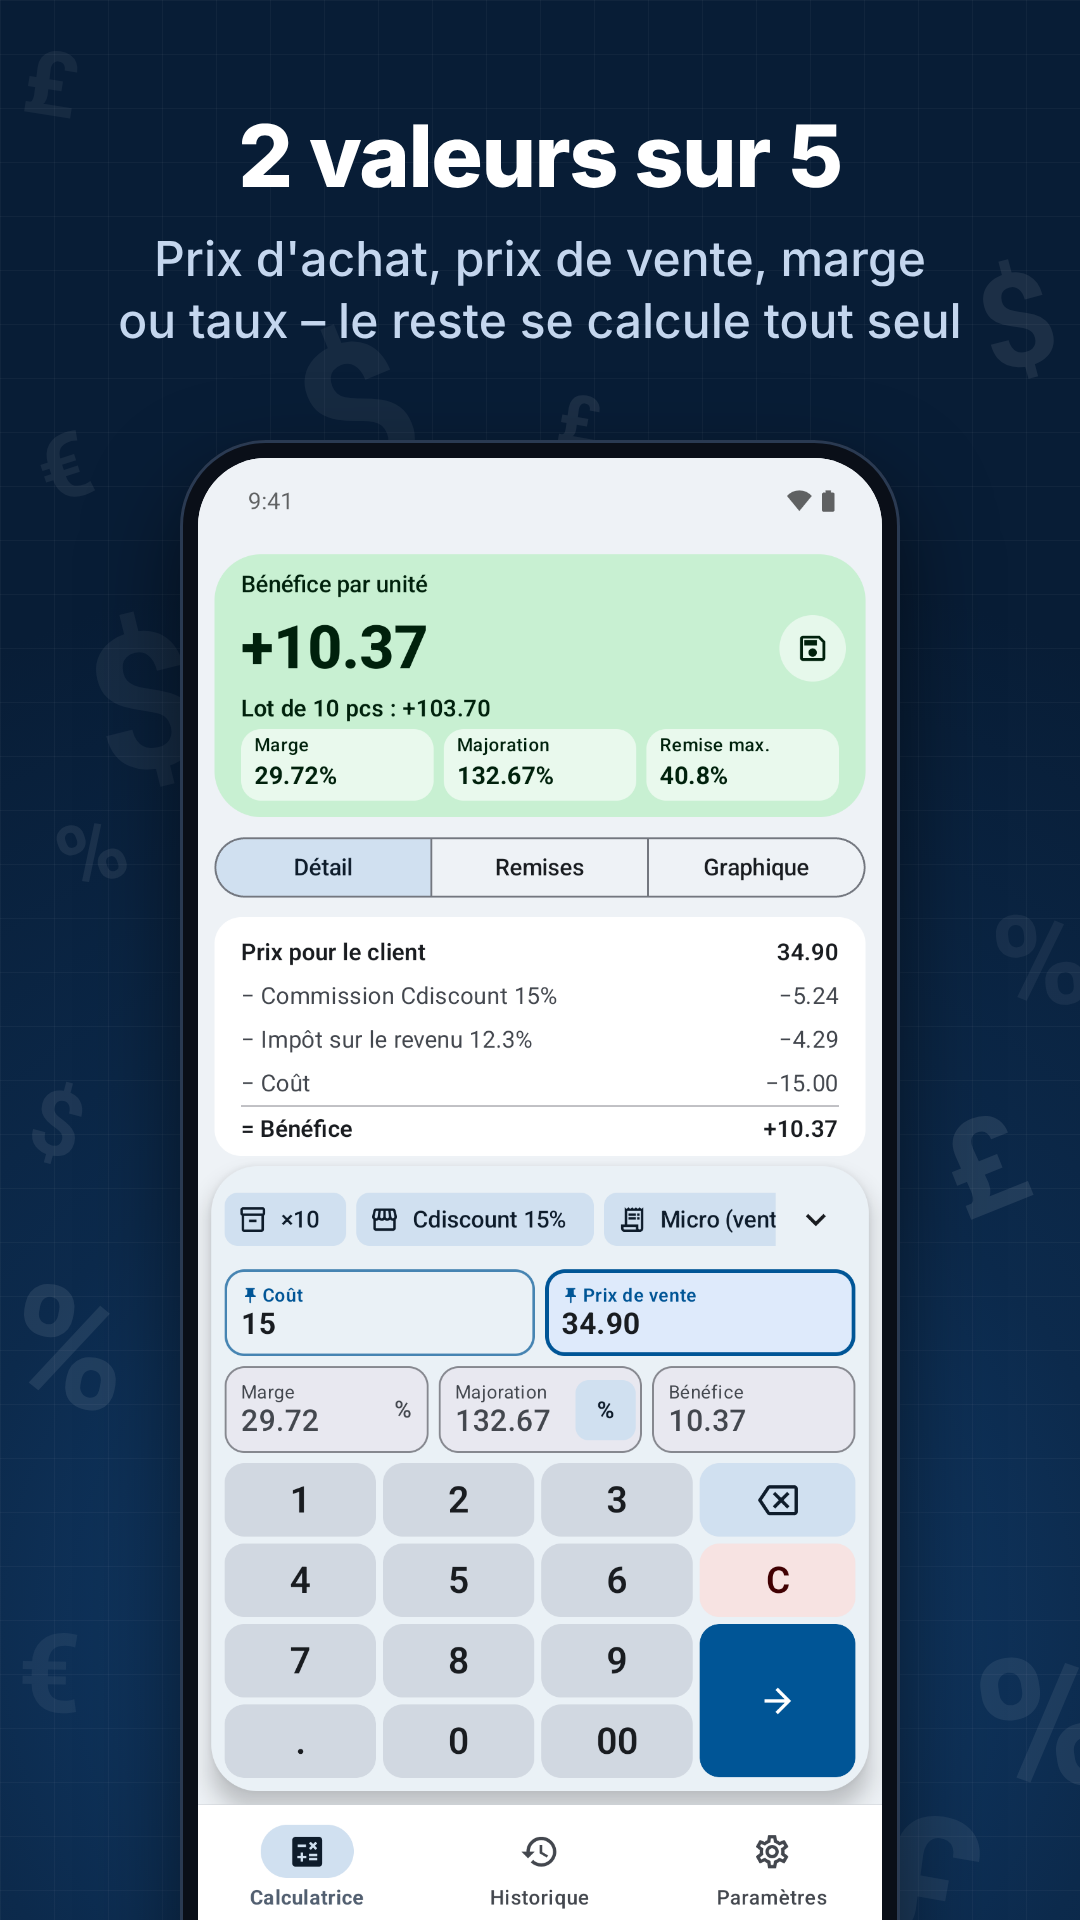 2 valeurs sur 5
Prix d'achat, prix de vente, marge
ou taux – le reste se calcule tout seul
9:41
Bénéfice par unité
+10.37
Lot de 10 pcs : +103.70
Marge Majoration Remise max.
29.72% 132.67% 40.8%
Détail Remises Graphique
Prix pour le client 34.90
− Commission Cdiscount 15% −5.24
− Impôt sur le revenu 12.3% −4.29
− Coût −15.00
= Bénéfice +10.37
×10 Cdiscount 15% Micro (vent
Coût Prix de vente
15 34.90
Marge Majoration Bénéfice
29.72 % 132.67 % 10.37
1 2 3
4 5 6 C
7 8 9
. 0 00
Calculatrice Historique Paramètres